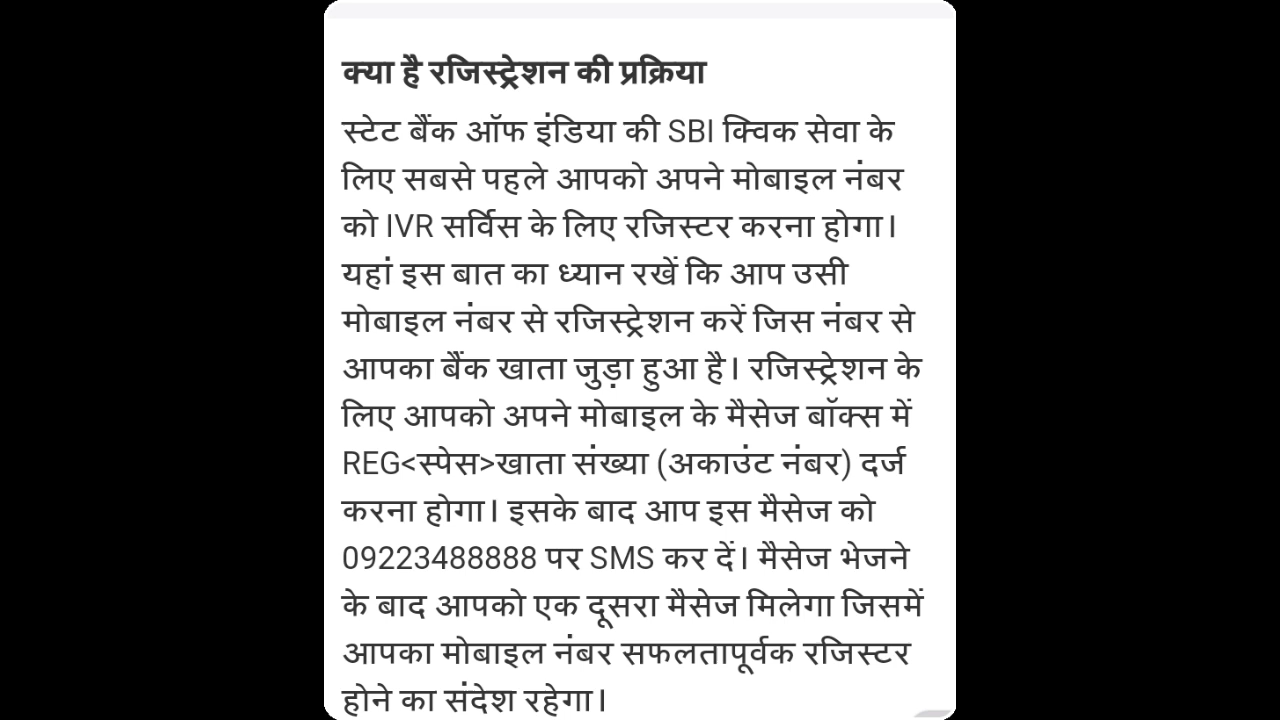 क्या है रजिस्ट्रेशन की प्रक्रिया
स्टेट बैंक ऑफ इंडिया की SBI क्विक सेवा के
लिए सबसे पहले आपको अपने मोबाइल नंबर
को IVR सर्विस के लिए रजिस्टर करना होगा।
यहां इस बात का ध्यान रखें कि आप उसी
मोबाइल नंबर से रजिस्ट्रेशन करें जिस नंबर से
आपका बैंक खाता जुड़ा हुआ है। रजिस्ट्रेशन के
लिए आपको अपने मोबाइल के मैसेज बॉक्स में
REG<स्पेस>खाता संख्या (अकाउंट नंबर) दर्ज
करना होगा। इसके बाद आप इस मैसेज को
09223488888 पर SMS कर दें। मैसेज भेजने
के बाद आपको एक दूसरा मैसेज मिलेगा जिसमें
आपका मोबाइल नंबर सफलतापूर्वक रजिस्टर
होने का संदेश रहेगा।